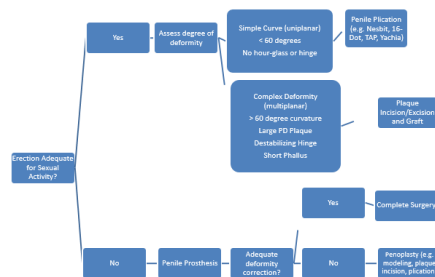 Erection Adequate
for Sexual
Activity?
Yes
Assess degree of
deformity
Simple Curve (uniplanar)
< 60 degrees
No hour-glass or hinge
Penile Plication
(e.g. Nesbit, 16-
Dot, TAP, Yachia)
Complex Deformity
(multiplanar)
> 60 degree curvature
Large PD Plaque
Destabilizing Hinge
Short Phallus
Plaque
Incision/Excision
and Graft
No
Penile Prosthesis
Adequate
deformity
correction?
Yes
Complete Surgery
No
Penoplasty (e.g.
modeling, plaque
incision, plication)